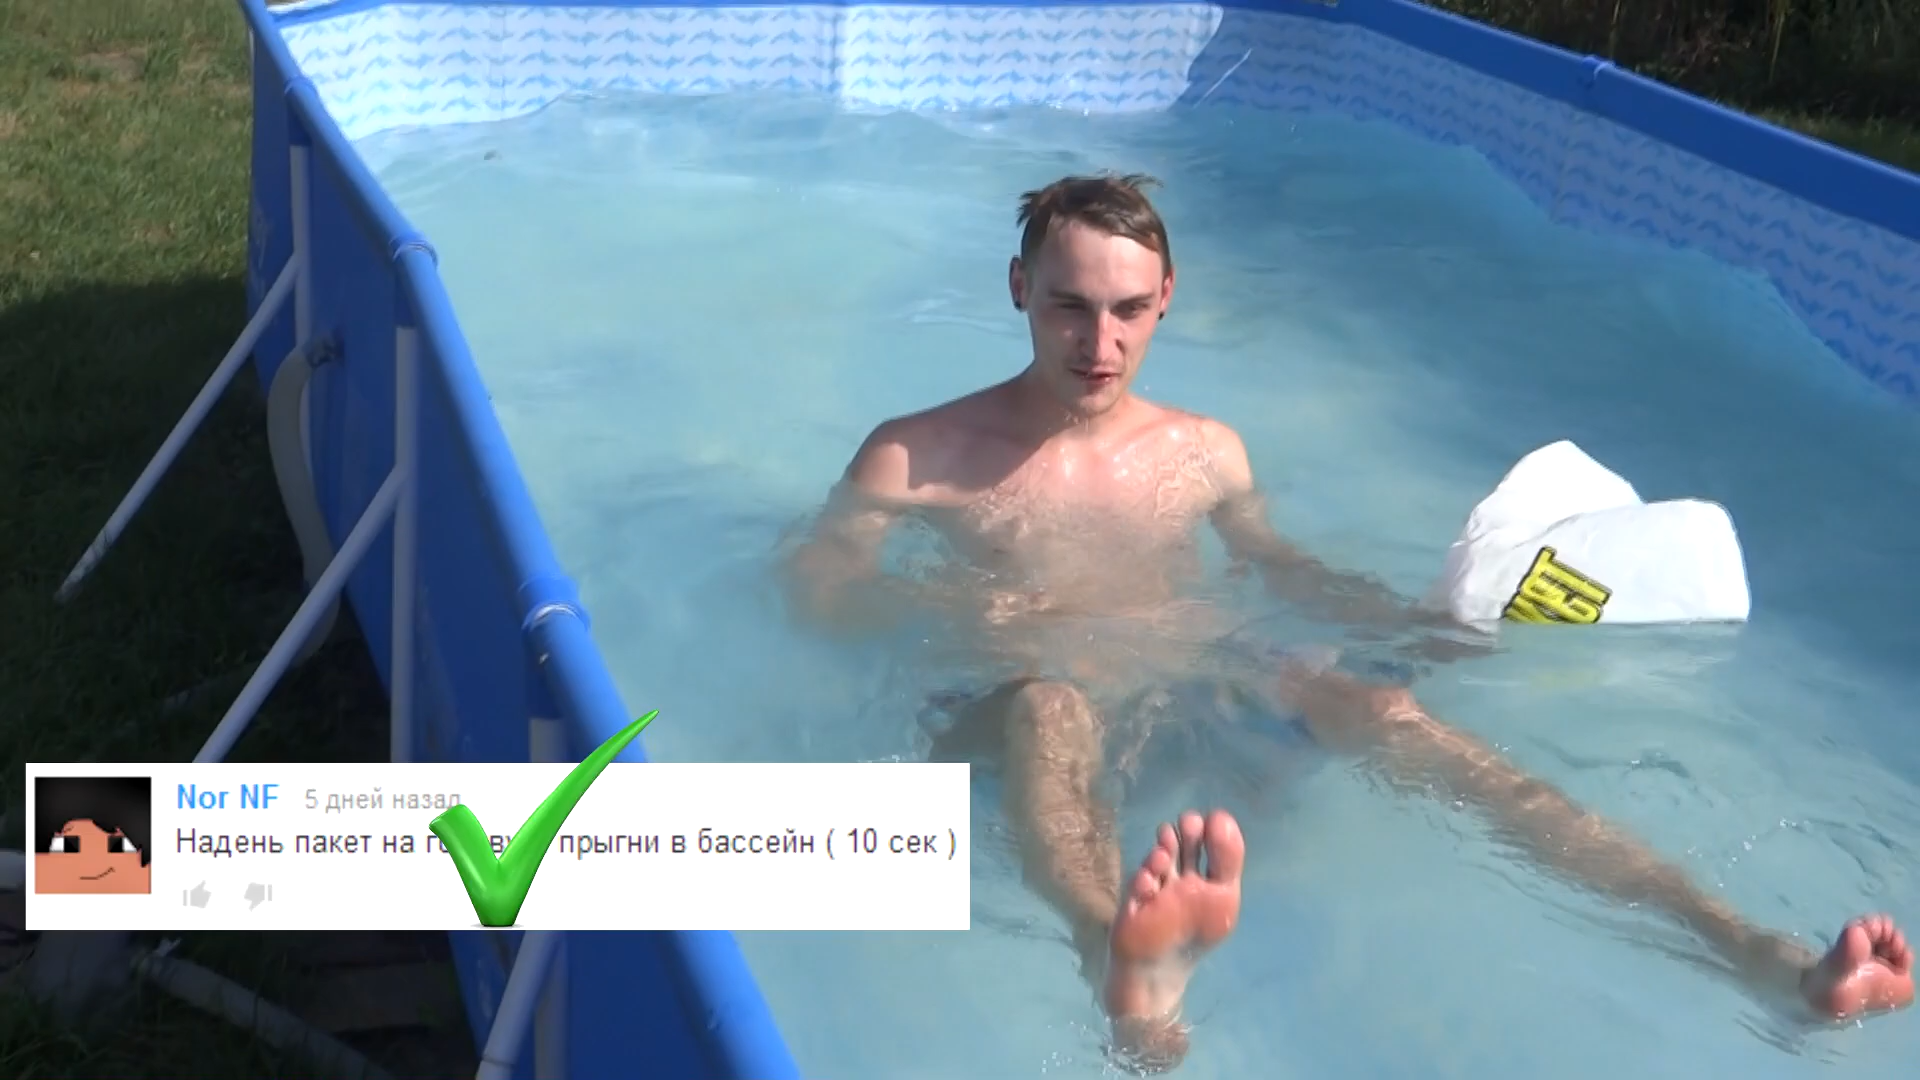 Nor NF 5 дней назад
Надень пакет на прыгни в бассейн ( 10 сек )